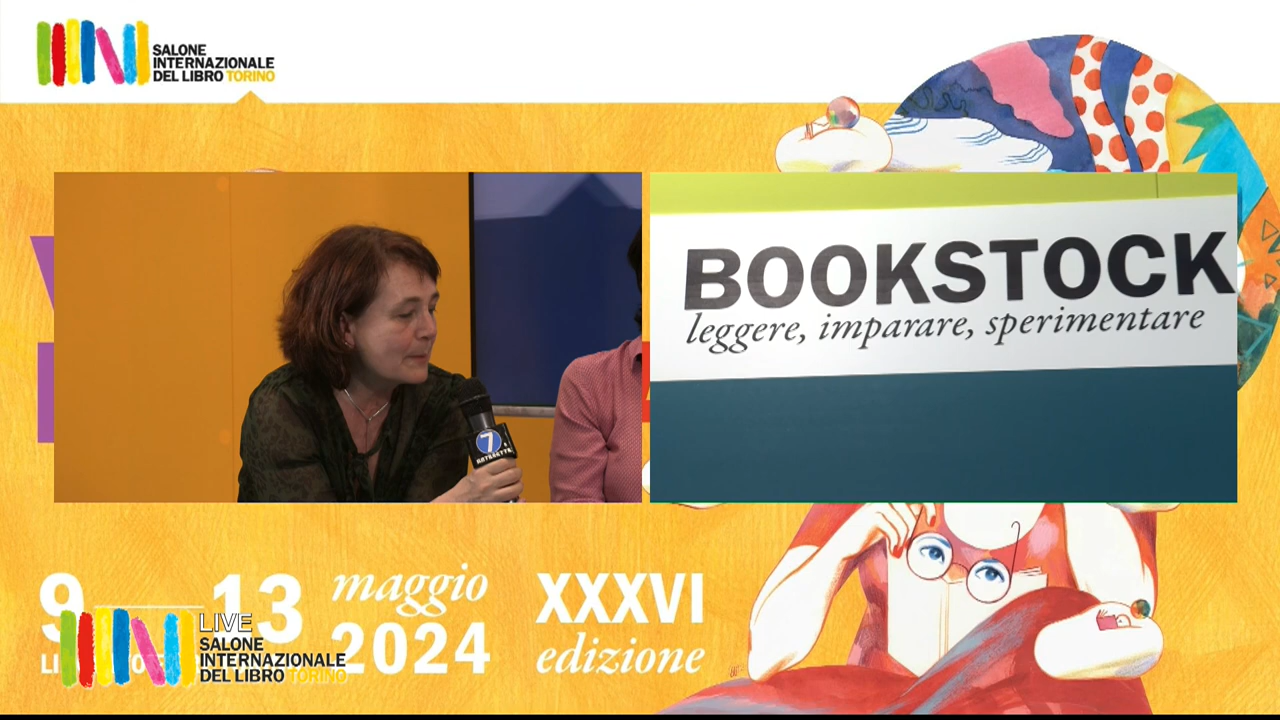 SALONE
INTERNAZIONALE
DEL LIBRO TORINO
BOOKSTOCK
leggere, imparare, sperimentare
7
9 13 maggio
2024
XXXVI
edizione
LIVE
SALONE
INTERNAZIONALE
DEL LIBRO TORINO